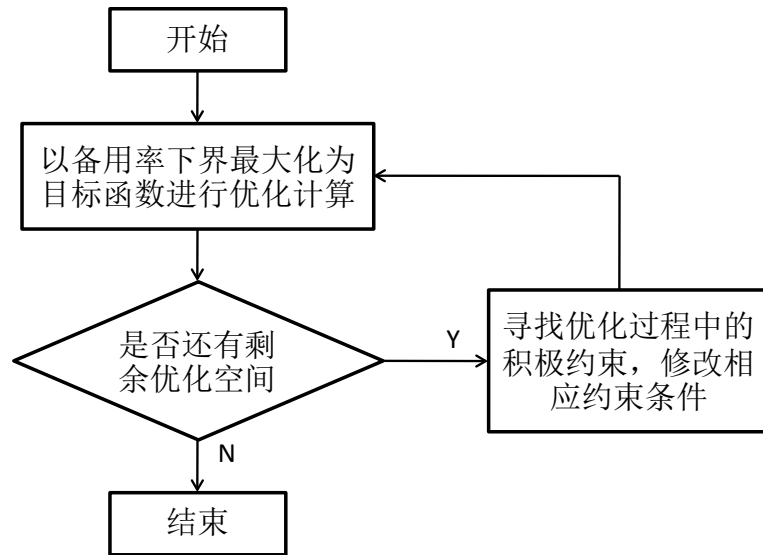 开始
以备用率下界最大化为
目标函数进行优化计算
是否还有剩
余优化空间
Y
寻找优化过程中的
积极约束，修改相
应约束条件
N
结束